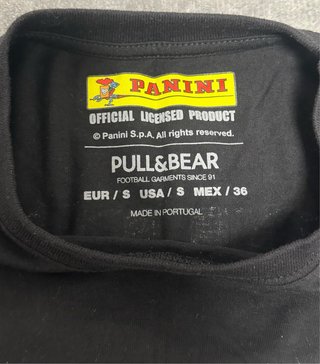 PANINI
OFFICIAL LICENSED PRODUCT
© Panini S.p.A. All rights reserved.
PULL&BEAR
FOOTBALL GARMENTS SINCE 91
EUR / S USA / S MEX / 36
MADE IN PORTUGAL